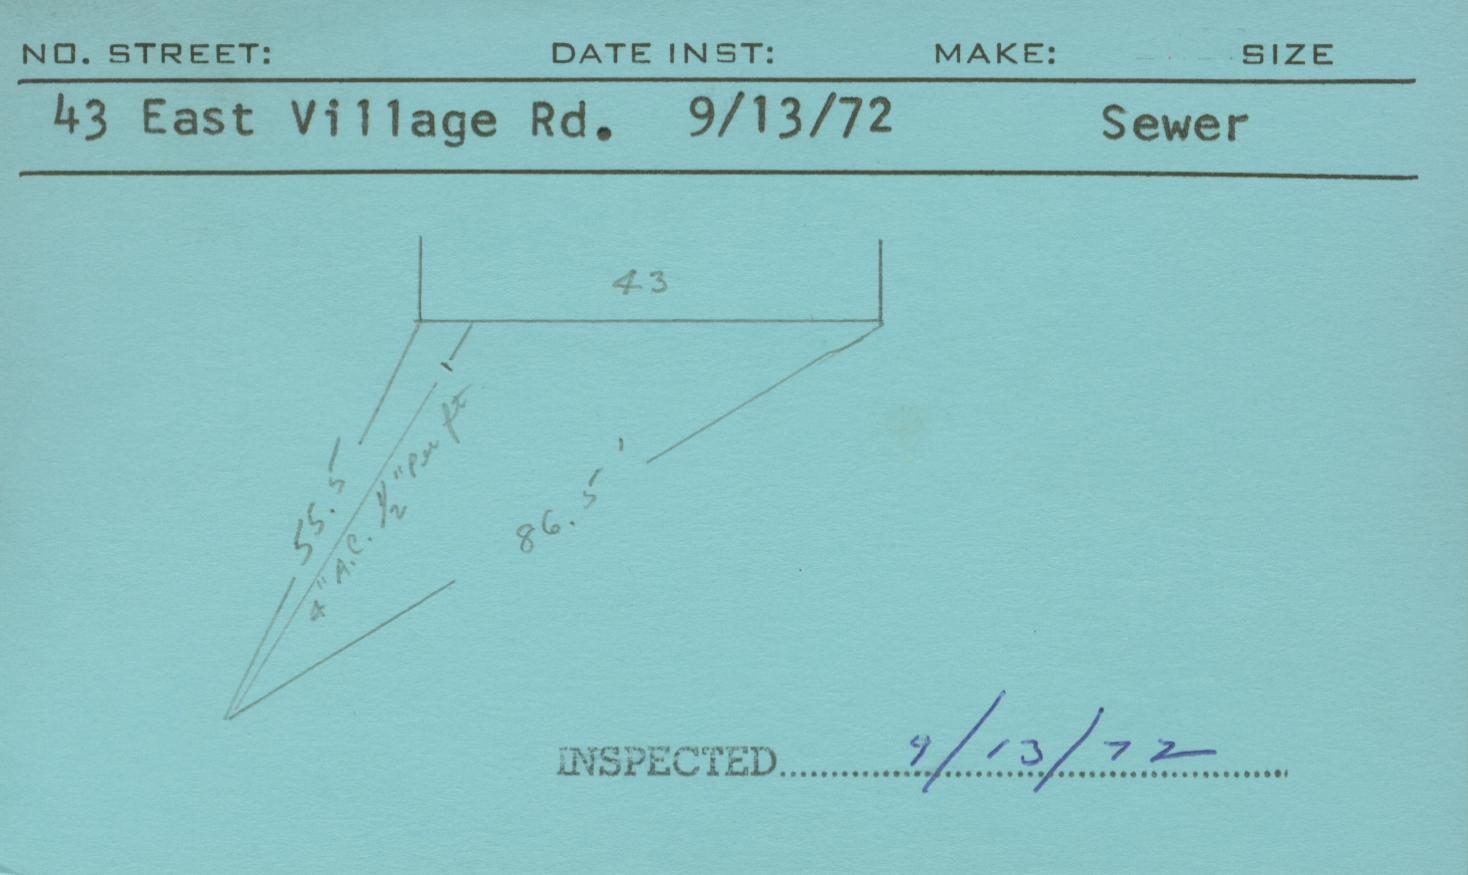 NO. STREET: DATE INST: MAKE: SIZE
43 East Village Rd. 9/13/72 Sewer
43
55.5'
4" A.C. 1/2" Per ft
86.5'
INSPECTED 9/13/72